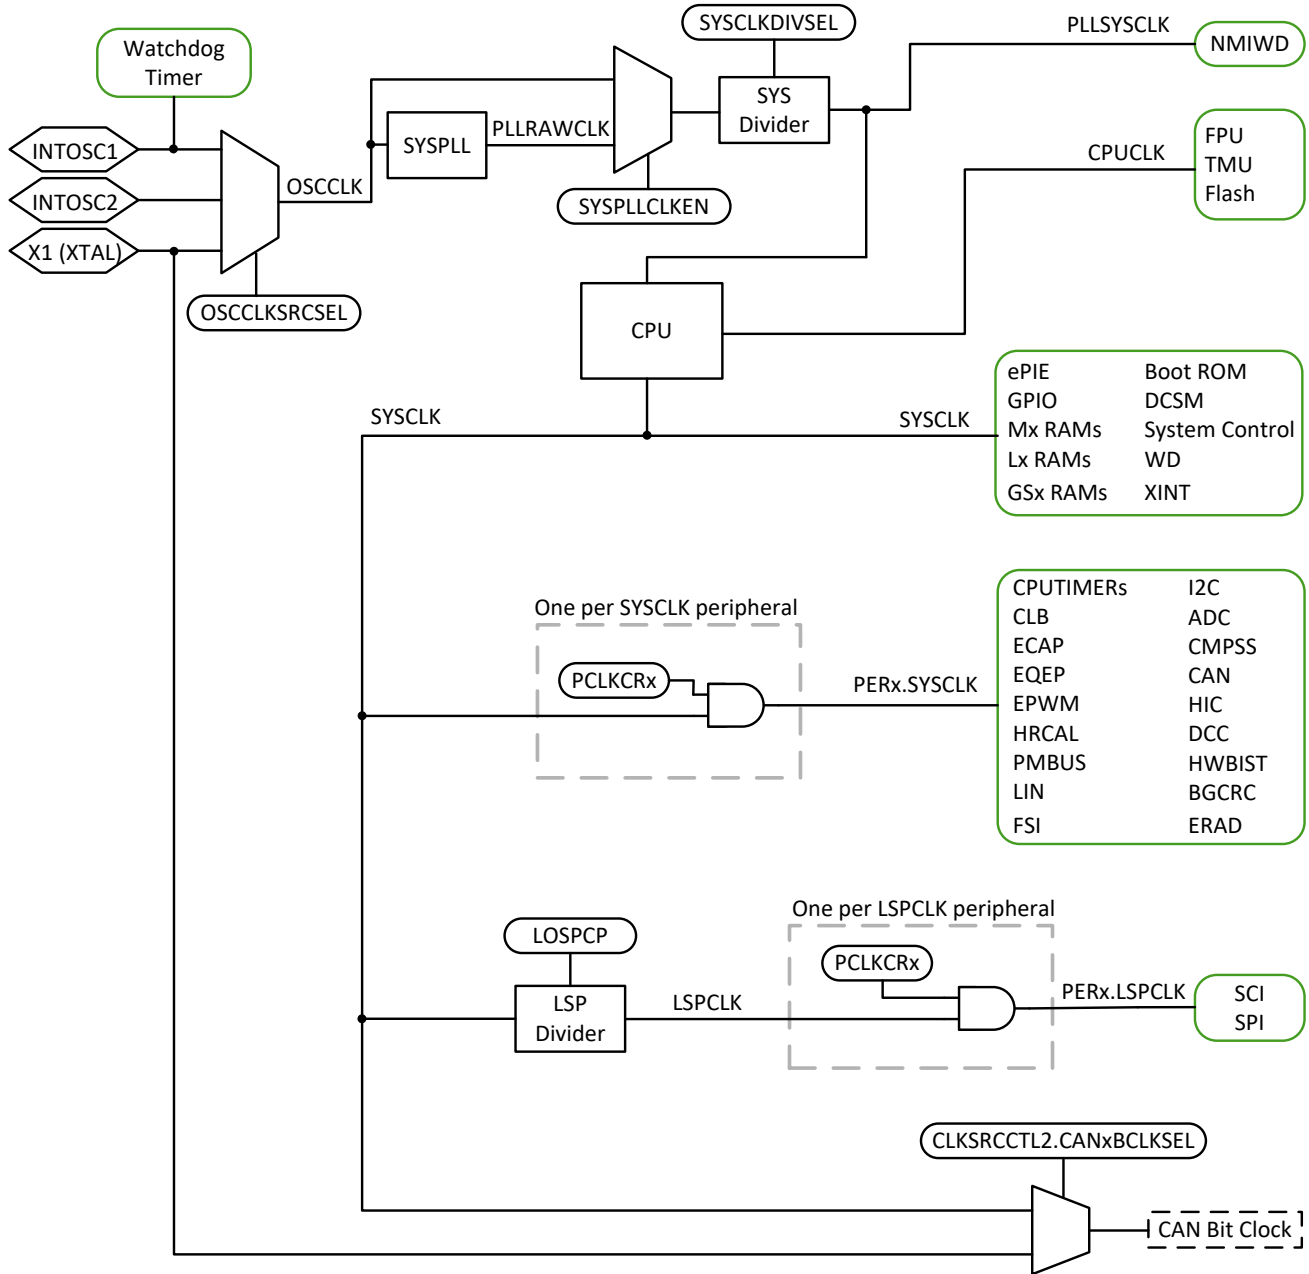 SYSCLKDIVSEL
PLLSYSCLK
NMIWD
Watchdog
Timer
SYS
Divider
SYSPLL
PLLRAWCLK
INTOSC1
INTOSC2
X1 (XTAL)
OSCCLK
SYSPLLCLKEN
OSCCLKSRCSEL
CPUCLK
FPU
TMU
Flash
CPU
SYSCLK
SYSCLK
ePIE
GPIO
Mx RAMs
Lx RAMs
GSx RAMs
Boot ROM
DCSM
System Control
WD
XINT
One per SYSCLK peripheral
PCLKCRx
PERx.SYSCLK
CPUTIMERs
CLB
ECAP
EQEP
EPWM
HRCAL
PMBUS
LIN
FSI
I2C
ADC
CMPSS
CAN
HIC
DCC
HWBIST
BGCRC
ERAD
One per LSPCLK peripheral
LOSPCP
LSP
Divider
LSPCLK
PCLKCRx
PERx.LSPCLK
SCI
SPI
CLKSRCCTL2.CANxBCLKSEL
CAN Bit Clock